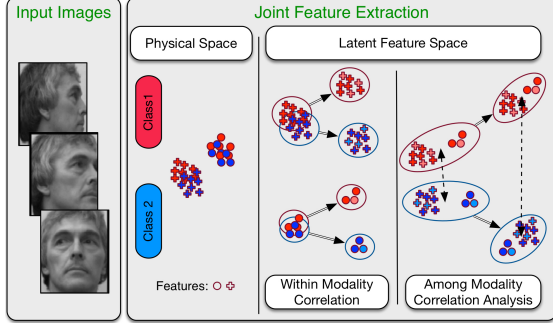 Input Images
Joint Feature Extraction
Physical Space
Latent Feature Space
Class1
Class 2
Features:
Within Modality
Correlation
Among Modality
Correlation Analysis